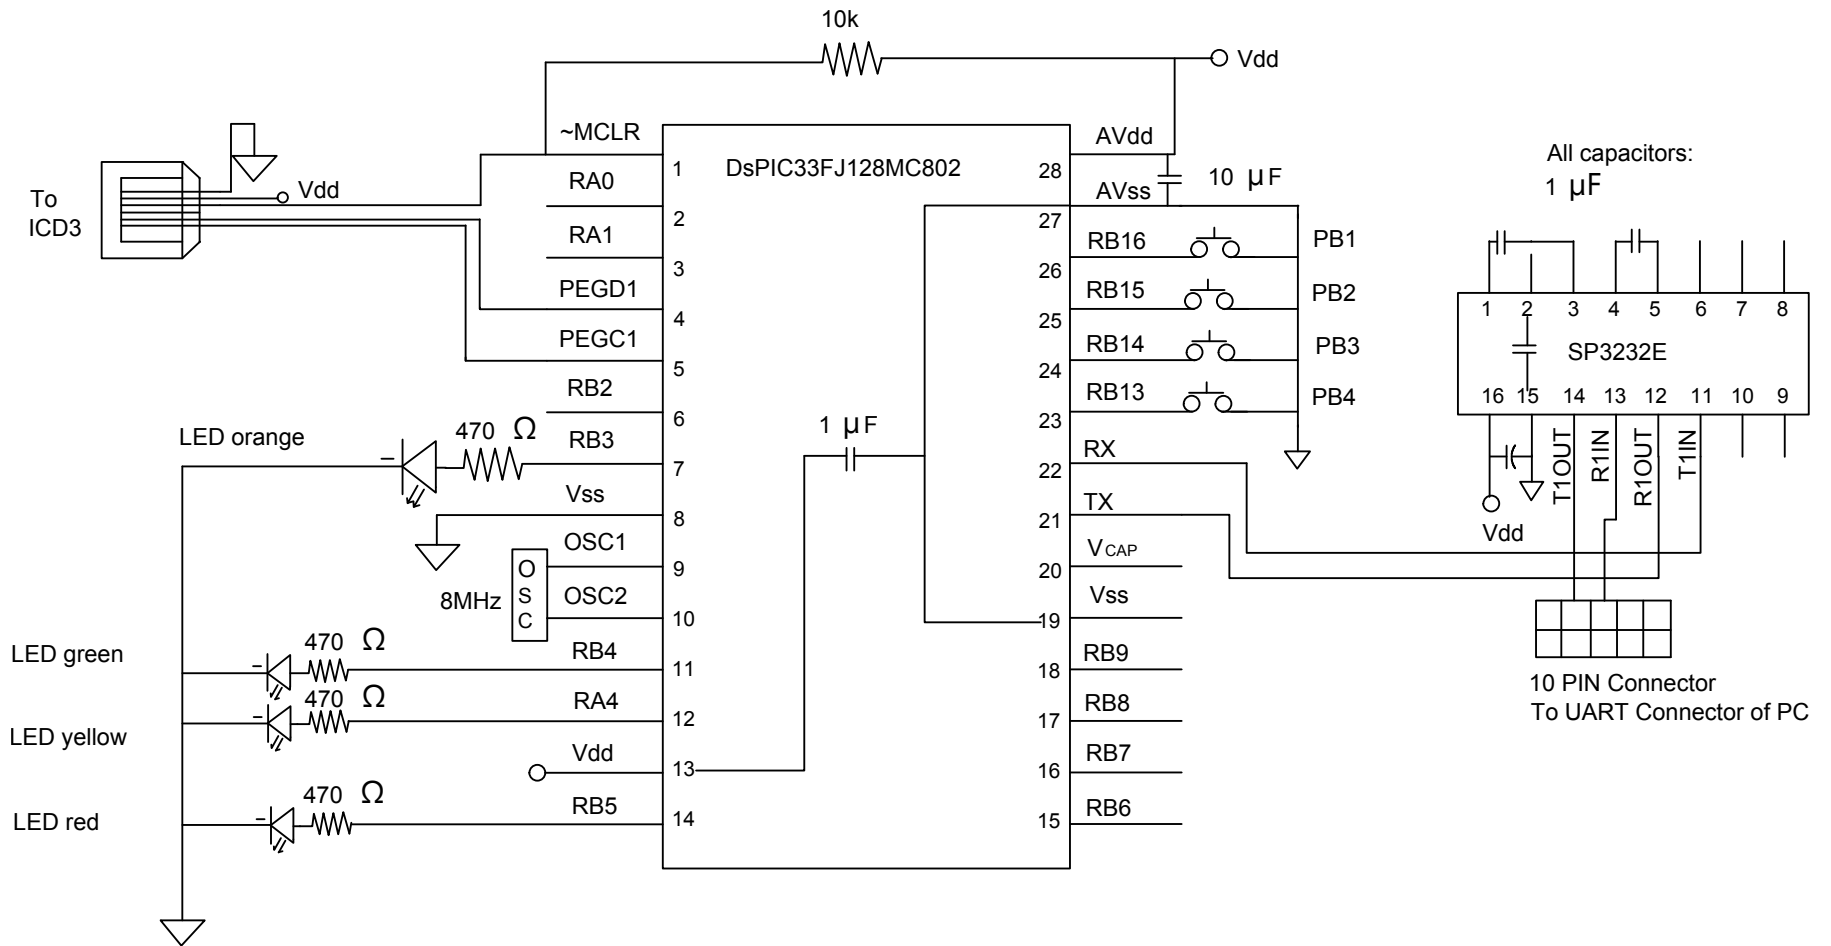 10k
Vdd
~MCLR
AVdd
DsPIC33FJ128MC802
1
28
All capacitors:
1 µF
To
ICD3
Vdd
RA0
AVss
10 µF
2
27
RA1
RB16
PB1
3
26
PEGD1
RB15
PB2
4
25
PEGC1
RB14
PB3
5
24
RB2
RB13
PB4
6
23
1 2 3 4 5 6 7 8
SP3232E
16 15 14 13 12 11 10 9
T1OUT
R1IN
R1OUT
T1IN
Vdd
LED orange
–
470 Ω
RB3
1 µF
RX
7
22
Vss
TX
8
21
OSC1
VCAP
9
20
8MHz
O
S
C
OSC2
Vss
10
19
LED green
–
470 Ω
RB4
RB9
11
18
LED yellow
–
470 Ω
RA4
RB8
12
17
Vdd
RB7
13
16
LED red
–
470 Ω
RB5
RB6
14
15
10 PIN Connector
To UART Connector of PC